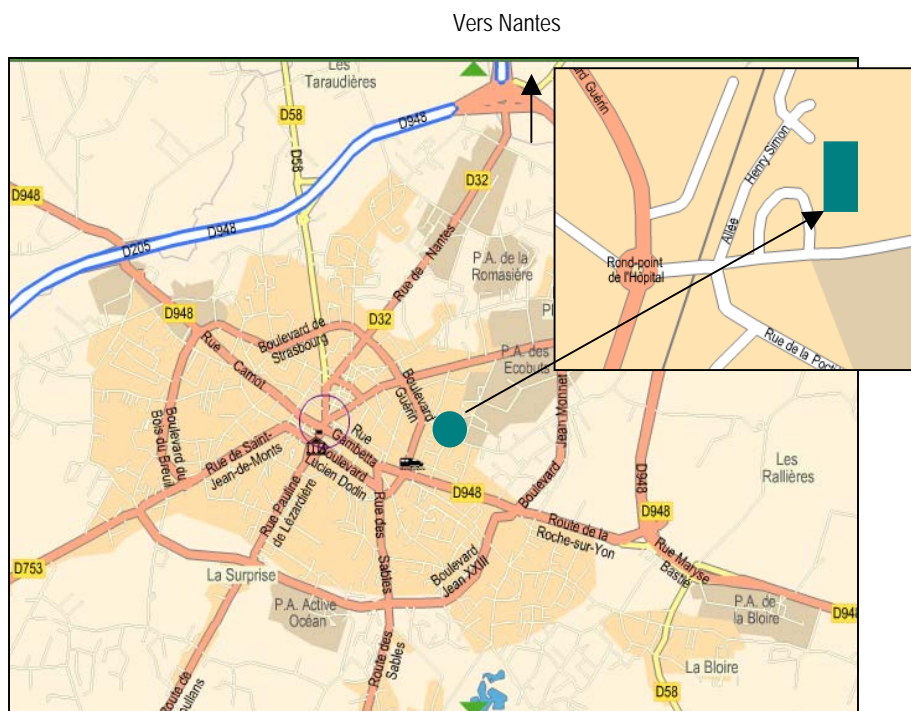 Vers Nantes
Les
Taraudières
D58
D948
D58
D32
D948
D205
D948
Rue de Nantes
P.A. de la
Romasière
D948
D32
Boulevard de
Strasbourg
P.A. des
Ecobuts
Rue Carnot
Boulevard
Guérin
Boulevard du
Bois du Breuil
Rue de Saint-
Jean-de-Monts
Rue
Gambetta
Boulevard
Lucien Dodin
Boulevard Jean Monnet
Rue Pauline
de Lézardière
Rue des Sables
D948
D948
Les
Rallières
D948
Route de la
Roche-sur-Yon
Boulevard
Jean XXIII
Rue Maryse
Bastié
D753
La Surprise
P.A. Active
Océan
P.A. de
la Bloire
Route des
Sables
La Bloire
D58
Route de
Guérin
Henry Simon
Allée
Rond-point
de l'Hôpital
Rue de la